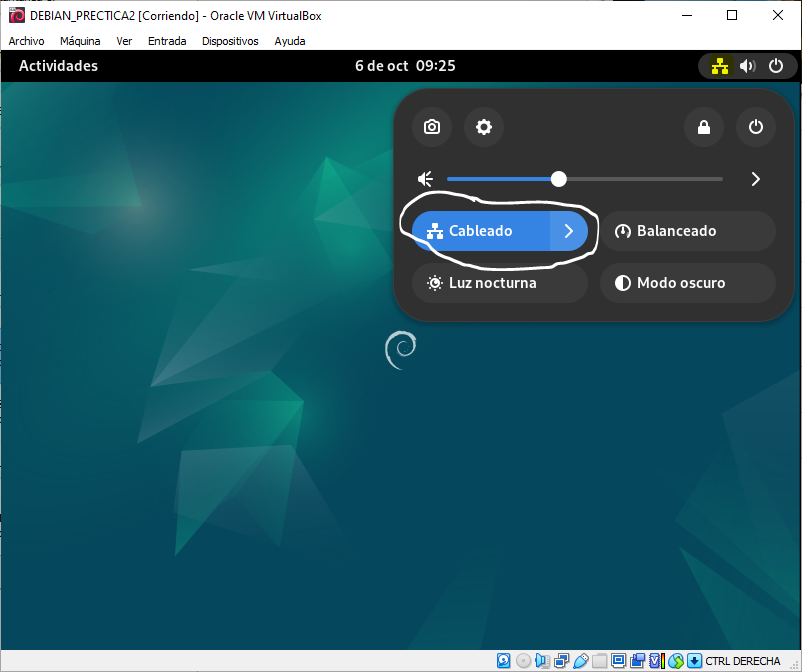 DEBIAN_PRECTICA2 [Corriendo] - Oracle VM VirtualBox
Archivo Máquina Ver Entrada Dispositivos Ayuda
Actividades 6 de oct 09:25
Cableado Balanceado
Luz nocturna Modo oscuro
CTRL DERECHA